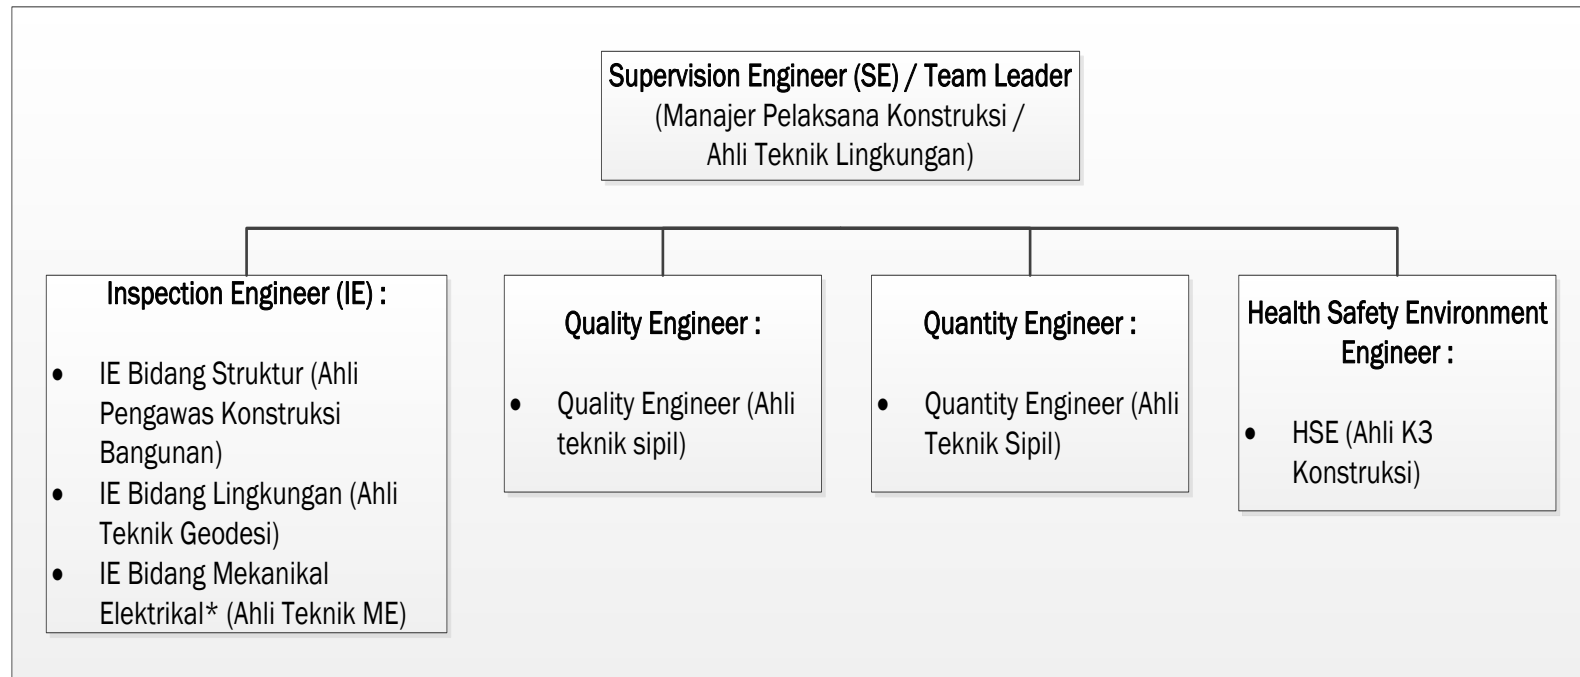 Supervision Engineer (SE) / Team Leader
(Manajer Pelaksana Konstruksi /
Ahli Teknik Lingkungan)
Inspection Engineer (IE) :
• IE Bidang Struktur (Ahli
Pengawas Konstruksi
Bangunan)
• IE Bidang Lingkungan (Ahli
Teknik Geodesi)
• IE Bidang Mekanikal
Elektrikal* (Ahli Teknik ME)
Quality Engineer :
• Quality Engineer (Ahli
teknik sipil)
Quantity Engineer :
• Quantity Engineer (Ahli
Teknik Sipil)
Health Safety Environment
Engineer :
• HSE (Ahli K3
Konstruksi)